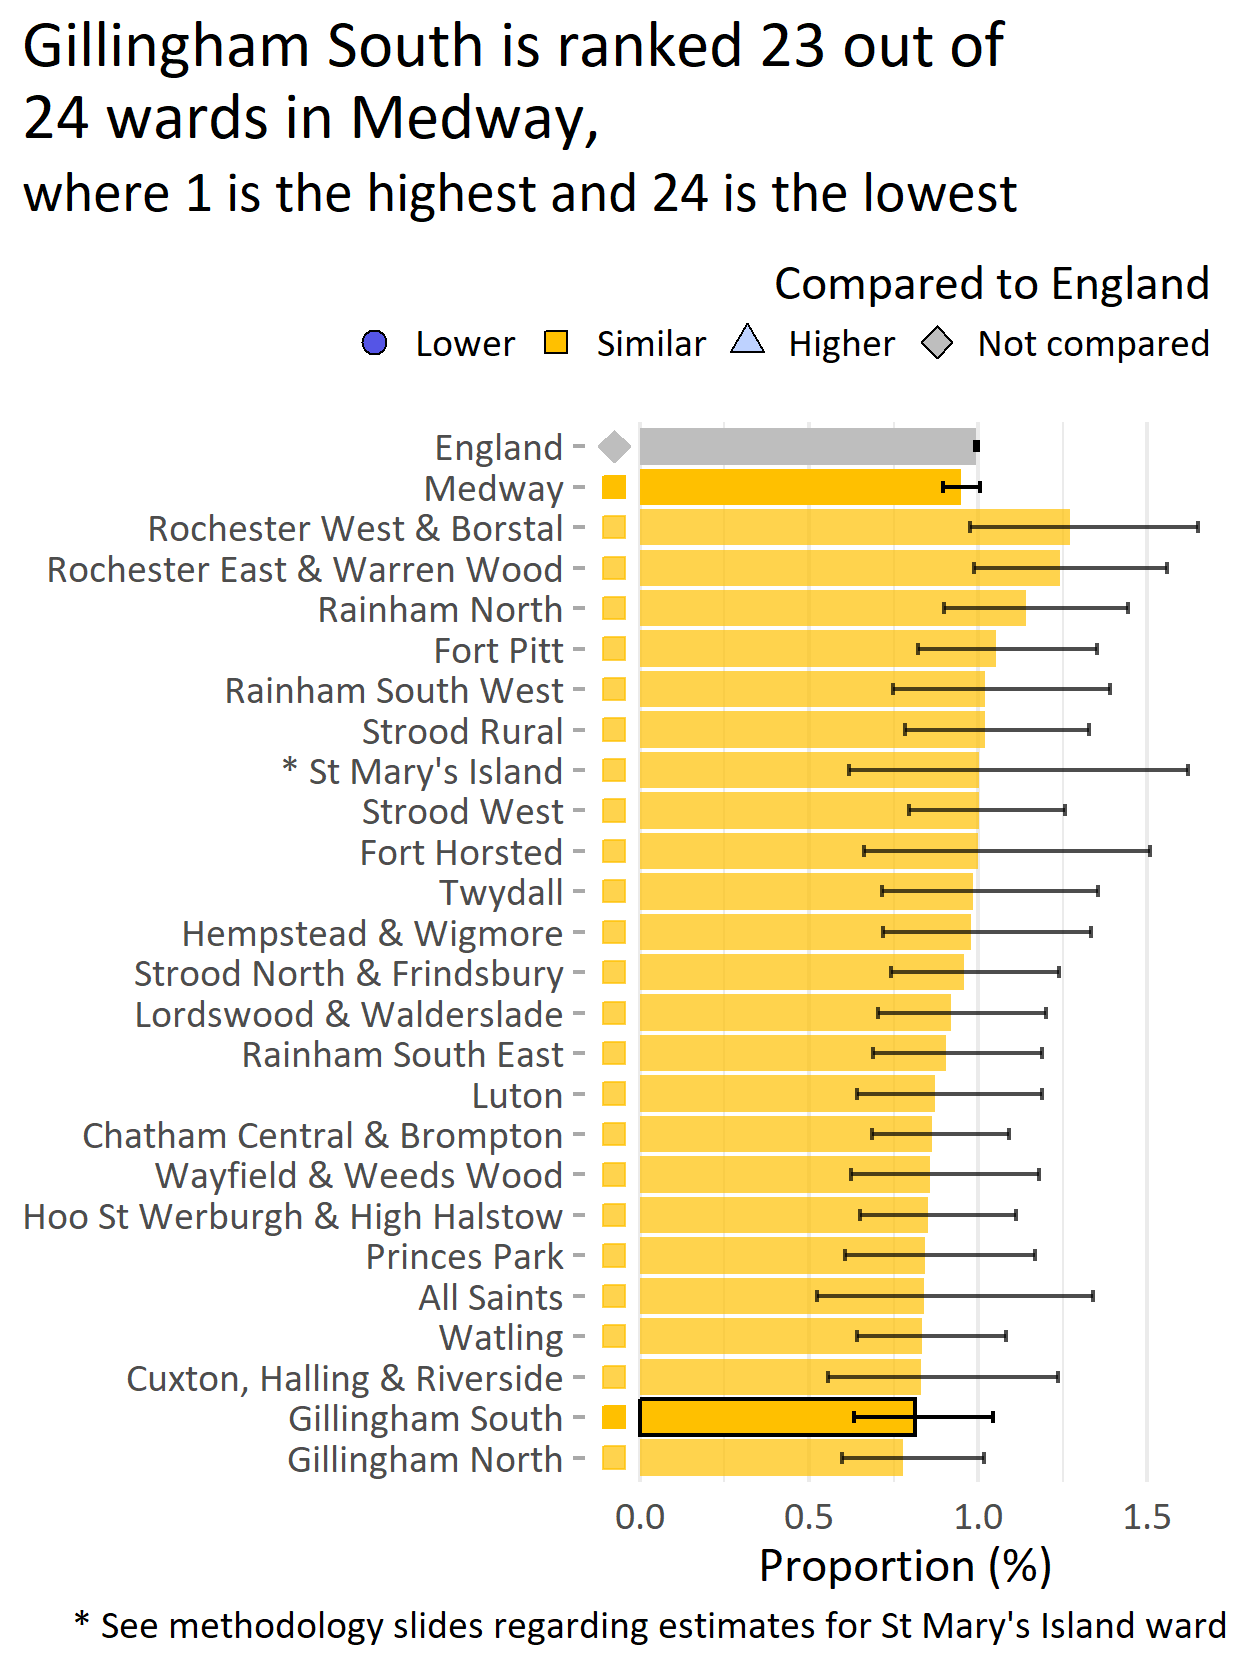 Gillingham South is ranked 23 out of
24 wards in Medway,
where 1 is the highest and 24 is the lowest
Compared to England
Lower Similar Higher Not compared
England
Medway
Rochester West & Borstal
Rochester East & Warren Wood
Rainham North
Fort Pitt
Rainham South West
Strood Rural
* St Mary's Island
Strood West
Fort Horsted
Twydall
Hempstead & Wigmore
Strood North & Frindsbury
Lordswood & Walderslade
Rainham South East
Luton
Chatham Central & Brompton
Wayfield & Weeds Wood
Hoo St Werburgh & High Halstow
Princes Park
All Saints
Watling
Cuxton, Halling & Riverside
Gillingham South
Gillingham North
0.0 0.5 1.0 1.5
Proportion (%)
* See methodology slides regarding estimates for St Mary's Island ward